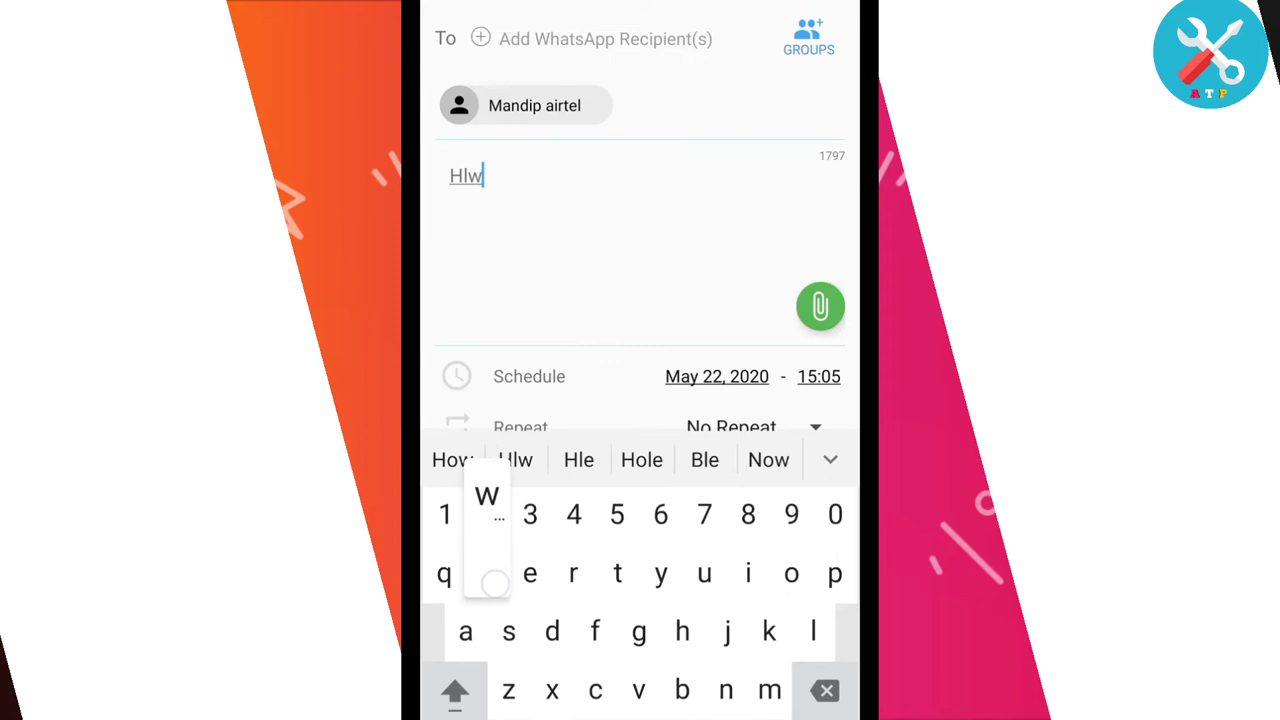 To Add WhatsApp Recipient(s)
GROUPS
A T P
Mandip airtel
1797
Hlw
Schedule May 22, 2020 - 15:05
Repeat No Repeat
How Hlw Hle Hole Ble Now
W
...
1 3 4 5 6 7 8 9 0
q e r t y u i o p
a s d f g h j k l
z x c v b n m